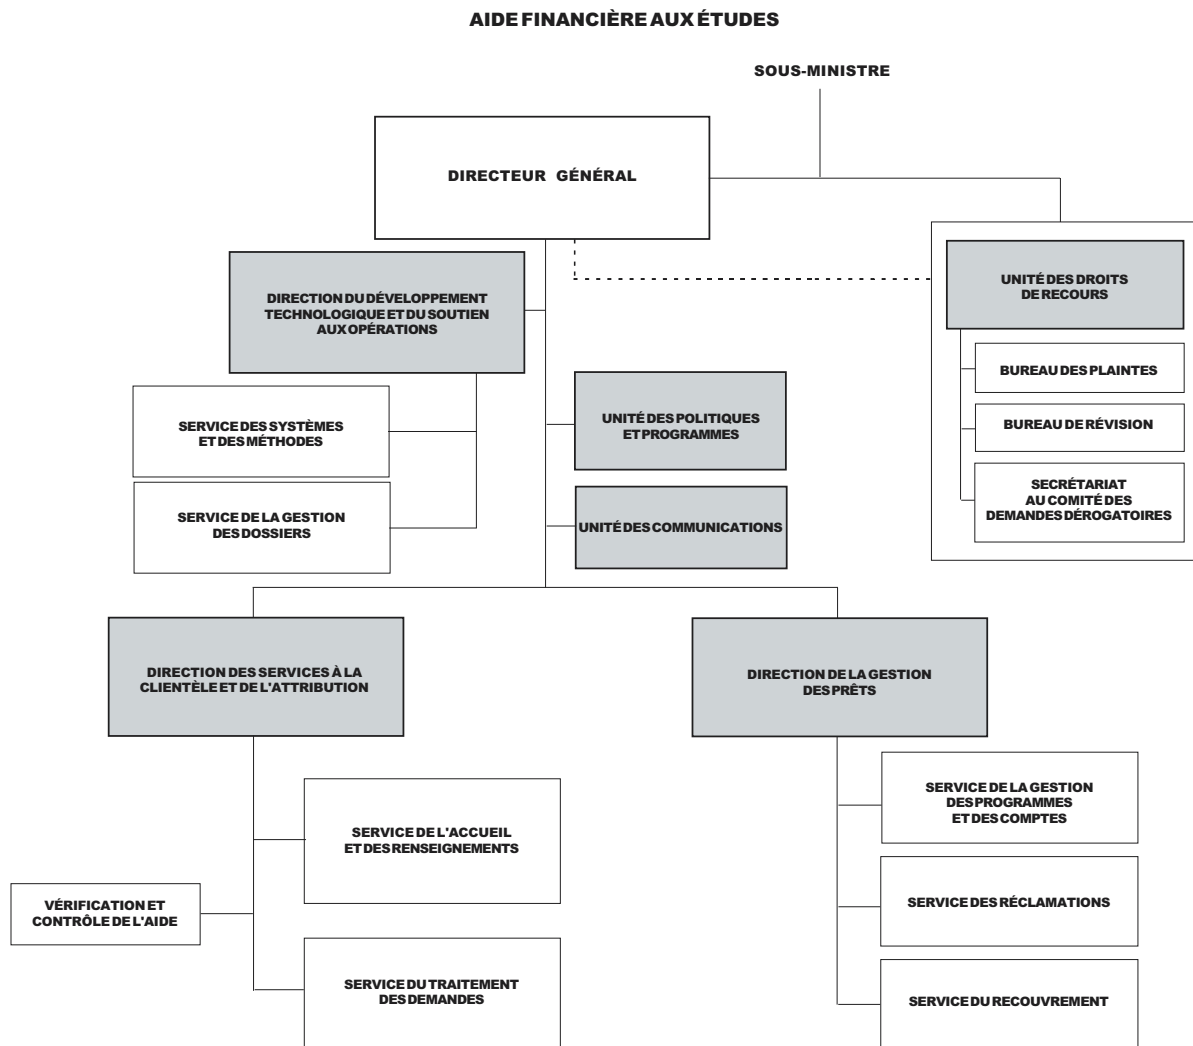 AIDE FINANCIÈRE AUX ÉTUDES
SOUS-MINISTRE
DIRECTEUR GÉNÉRAL
DIRECTION DU DÉVELOPPEMENT
TECHNOLOGIQUE ET DU SOUTIEN
AUX OPÉRATIONS
UNITÉ DES DROITS
DE RECOURS
BUREAU DES PLAINTES
BUREAU DE RÉVISION
SECRÉTARIAT
AU COMITÉ DES
DEMANDES DÉROGATOIRES
SERVICE DES SYSTÈMES
ET DES MÉTHODES
SERVICE DE LA GESTION
DES DOSSIERS
UNITÉ DES POLITIQUES
ET PROGRAMMES
UNITÉ DES COMMUNICATIONS
DIRECTION DES SERVICES À LA
CLIENTÈLE ET DE L'ATTRIBUTION
DIRECTION DE LA GESTION
DES PRÊTS
SERVICE DE L'ACCUEIL
ET DES RENSEIGNEMENTS
VÉRIFICATION ET
CONTRÔLE DE L'AIDE
SERVICE DU TRAITEMENT
DES DEMANDES
SERVICE DE LA GESTION
DES PROGRAMMES
ET DES COMPTES
SERVICE DES RÉCLAMATIONS
SERVICE DU RECOUVREMENT